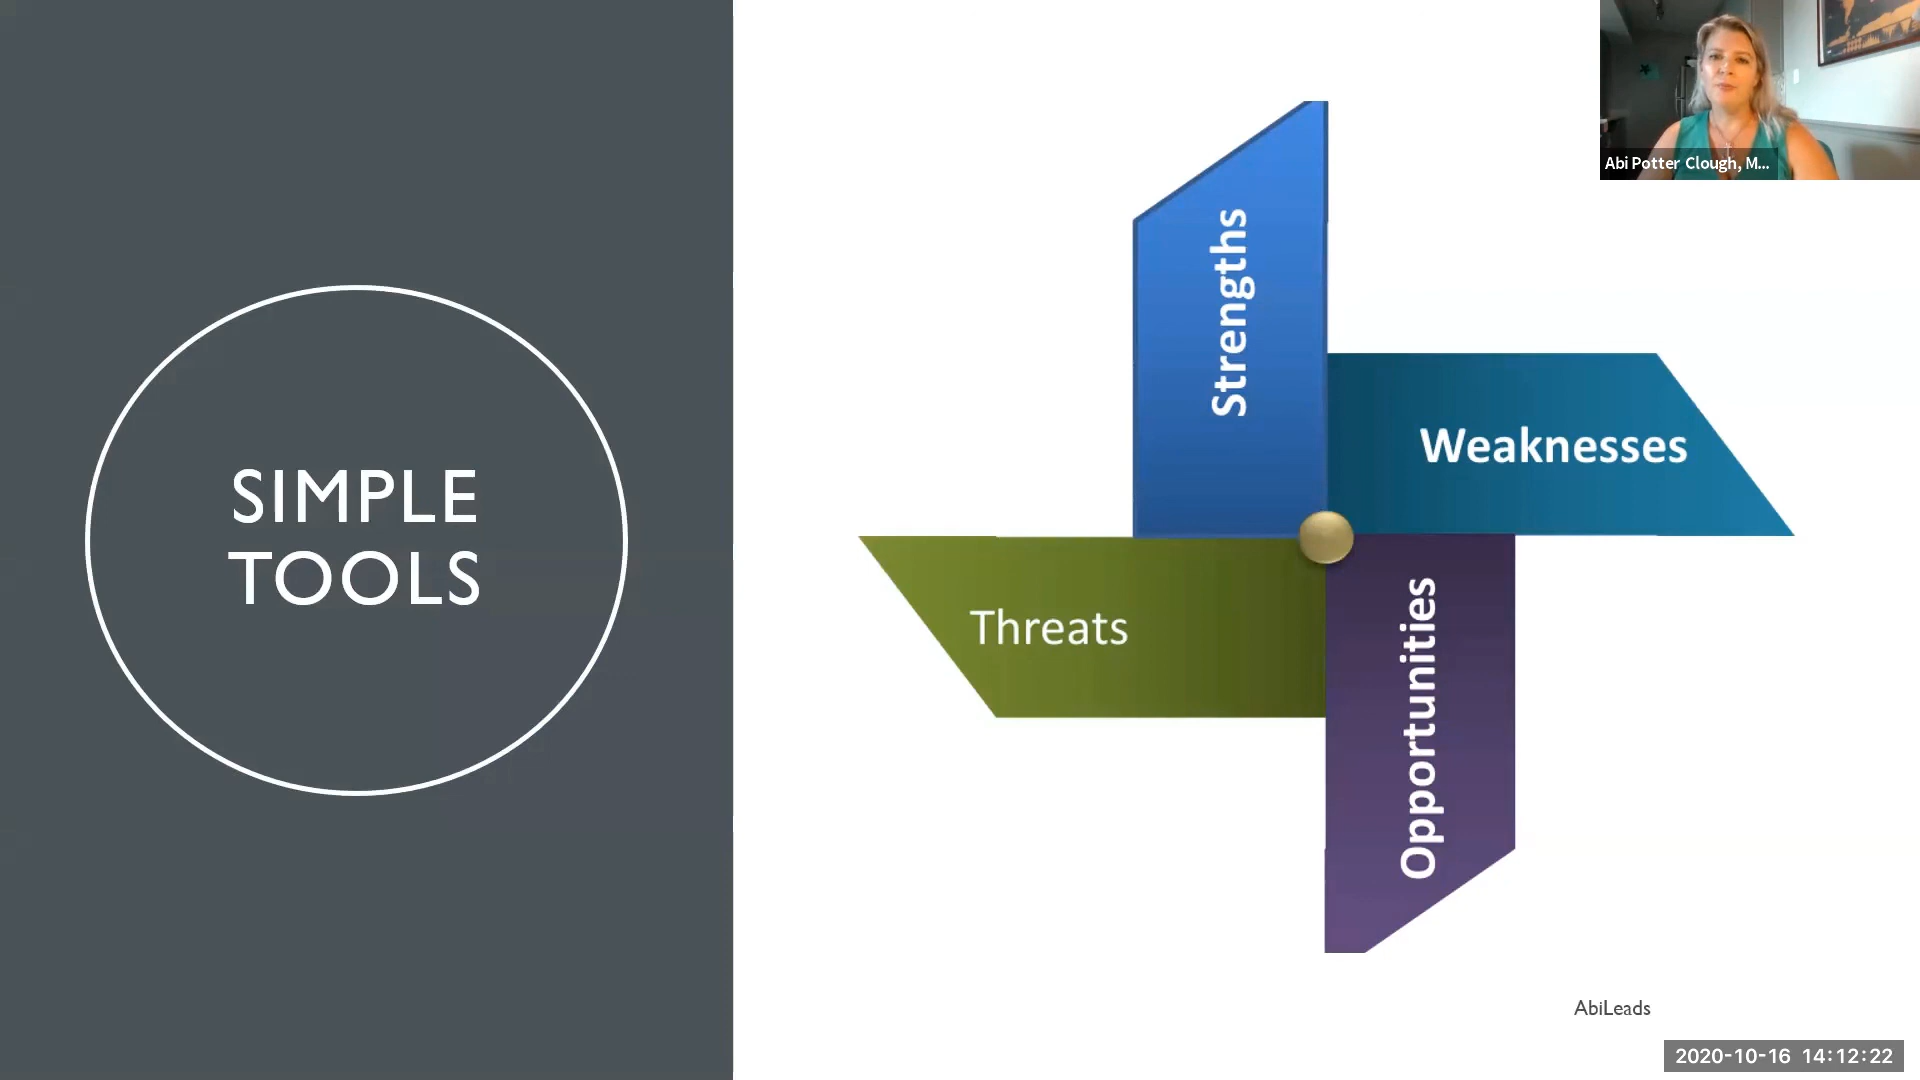 SIMPLE
TOOLS
Strengths
Weaknesses
Threats
Opportunities
Abi Potter Clough, M...
AbiLeads
2020-10-16 14:12:22